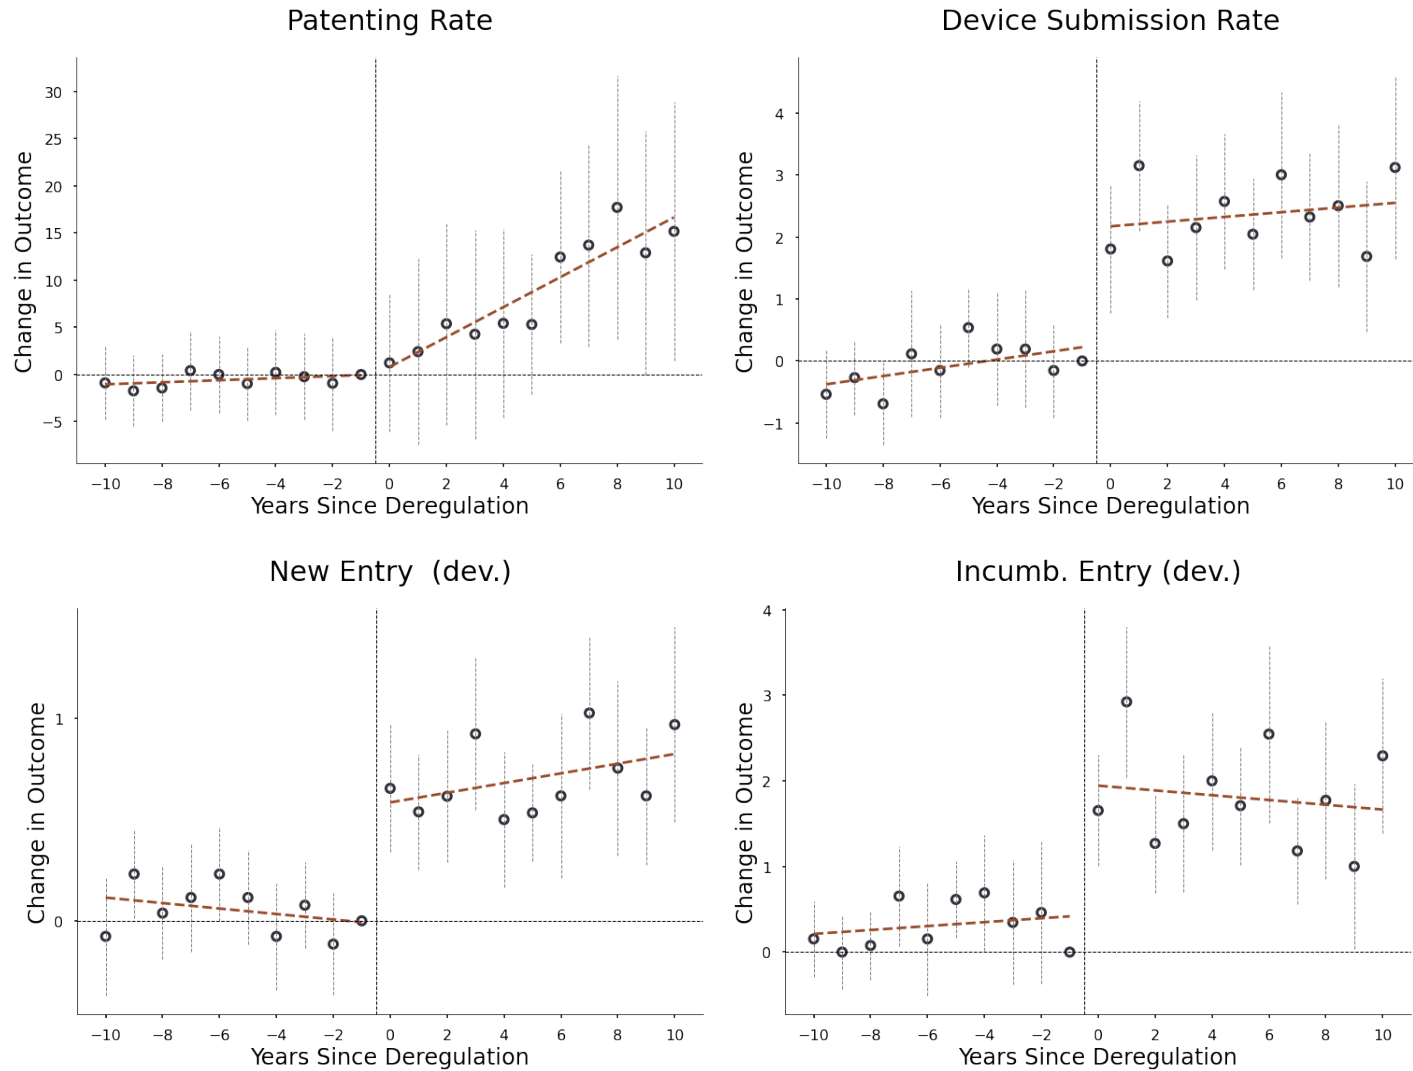 Patenting Rate
Change in Outcome
30
25
20
15
10
5
0
−5
−10 −8 −6 −4 −2 0 2 4 6 8 10
Years Since Deregulation
Device Submission Rate
Change in Outcome
4
3
2
1
0
−1
−10 −8 −6 −4 −2 0 2 4 6 8 10
Years Since Deregulation
New Entry (dev.)
Change in Outcome
1
0
−10 −8 −6 −4 −2 0 2 4 6 8 10
Years Since Deregulation
Incumb. Entry (dev.)
Change in Outcome
4
3
2
1
0
−10 −8 −6 −4 −2 0 2 4 6 8 10
Years Since Deregulation